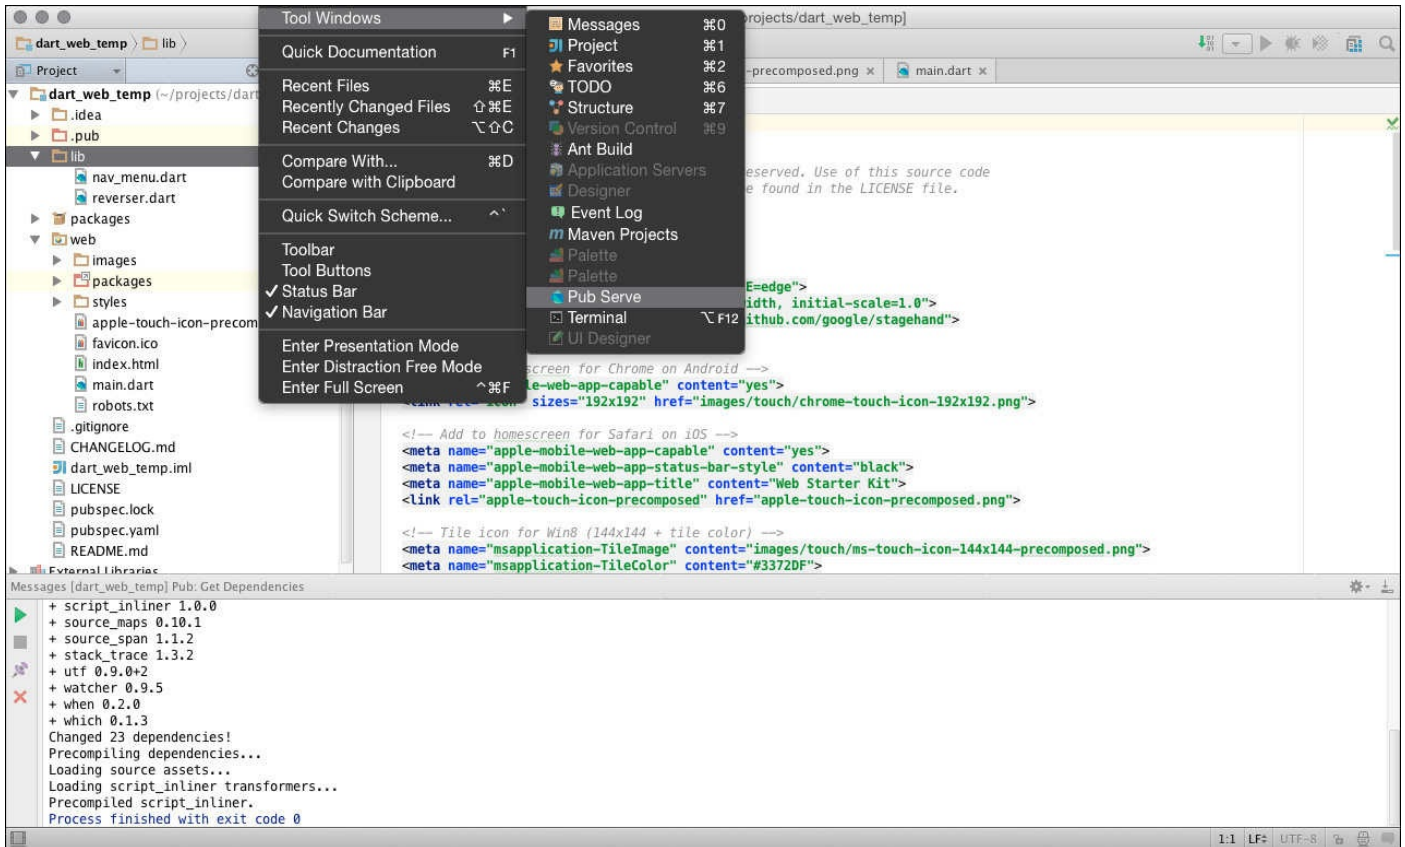 Tool Windows
projects/dart_web_temp]
dart_web_temp
lib
Project
-precomposed.png
main.dart
dart_web_temp (~/projects/dart
.idea
.pub
lib
nav_menu.dart
reverser.dart
packages
web
images
packages
styles
apple-touch-icon-precom
favicon.ico
index.html
main.dart
robots.txt
.gitignore
CHANGELOG.md
dart_web_temp.iml
LICENSE
pubspec.lock
pubspec.yaml
README.md
External Libraries
Quick Documentation F1
Recent Files ⌘E
Recently Changed Files ⇧⌘E
Recent Changes ⌥⇧C
Compare With... ⌘D
Compare with Clipboard
Quick Switch Scheme... ^`
Toolbar
Tool Buttons
✓ Status Bar
✓ Navigation Bar
Enter Presentation Mode
Enter Distraction Free Mode
Enter Full Screen ^⌘F
Messages ⌘0
Project ⌘1
Favorites ⌘2
TODO ⌘6
Structure ⌘7
Version Control ⌘9
Ant Build
Application Servers
Designer
Event Log
Maven Projects
Palette
Palette
Pub Serve
Terminal ⌥F12
UI Designer
eserved. Use of this source code
e found in the LICENSE file.
E=edge">
idth, initial-scale=1.0">
ithub.com/google/stagehand">
screen for Chrome on Android -->
le-web-app-capable" content="yes">
<link rel="icon" sizes="192x192" href="images/touch/chrome-touch-icon-192x192.png">
<!-- Add to homescreen for Safari on iOS -->
<meta name="apple-mobile-web-app-capable" content="yes">
<meta name="apple-mobile-web-app-status-bar-style" content="black">
<meta name="apple-mobile-web-app-title" content="Web Starter Kit">
<link rel="apple-touch-icon-precomposed" href="apple-touch-icon-precomposed.png">
<!-- Tile icon for Win8 (144x144 + tile color) -->
<meta name="msapplication-TileImage" content="images/touch/ms-touch-icon-144x144-precomposed.png">
<meta name="msapplication-TileColor" content="#3372DF">
Messages [dart_web_temp] Pub: Get Dependencies
+ script_inliner 1.0.0
+ source_maps 0.10.1
+ source_span 1.1.2
+ stack_trace 1.3.2
+ utf 0.9.0+2
+ watcher 0.9.5
+ when 0.2.0
+ which 0.1.3
Changed 23 dependencies!
Precompiling dependencies...
Loading source assets...
Loading script_inliner transformers...
Precompiled script_inliner.
Process finished with exit code 0
1:1 LF÷ UTF-8